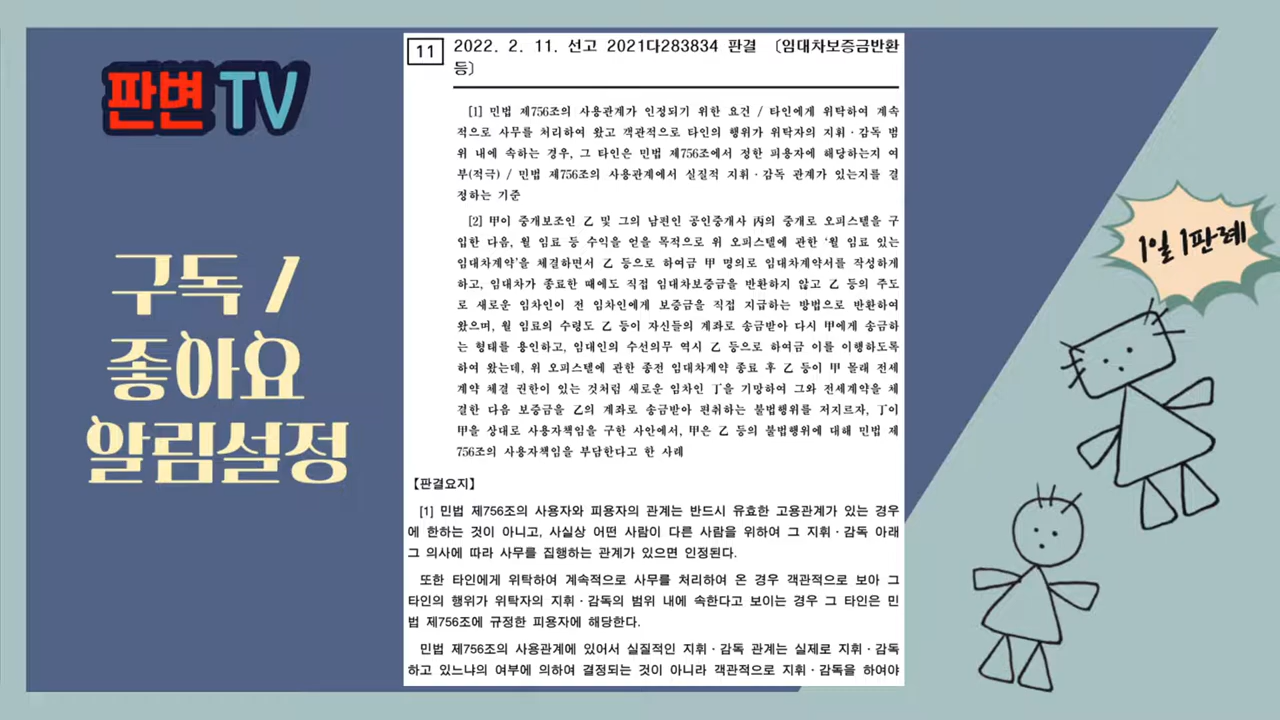 판변 TV
구독 /
좋아요
알림설정
11
2022. 2. 11. 선고 2021다283834 판결 〔임대차보증금반환
등〕
[1] 민법 제756조의 사용관계가 인정되기 위한 요건 / 타인에게 위탁하여 계속
적으로 사무를 처리하여 왔고 객관적으로 타인의 행위가 위탁자의 지휘·감독 범
위 내에 속하는 경우, 그 타인은 민법 제756조에서 정한 피용자에 해당하는지 여
부(적극) / 민법 제756조의 사용관계에서 실질적 지휘·감독 관계가 있는지를 결
정하는 기준
[2] 甲이 중개보조인 乙 및 그의 남편인 공인중개사 丙의 중개로 오피스텔을 구
입한 다음, 월 임료 등 수익을 얻을 목적으로 위 오피스텔에 관한 ‘월 임료 있는
임대차계약’을 체결하면서 乙 등으로 하여금 甲 명의로 임대차계약서를 작성하게
하고, 임대차가 종료한 때에도 직접 임대차보증금을 반환하지 않고 乙 등의 주도
로 새로운 임차인이 전 임차인에게 보증금을 직접 지급하는 방법으로 반환하여
왔으며, 월 임료의 수령도 乙 등이 자신들의 계좌로 송금받아 다시 甲에게 송금하
는 형태를 용인하고, 임대인의 수선의무 역시 乙 등으로 하여금 이를 이행하도록
하여 왔는데, 위 오피스텔에 관한 종전 임대차계약 종료 후 乙 등이 甲 몰래 전세
계약 체결 권한이 있는 것처럼 새로운 임차인 丁을 기망하여 그와 전세계약을 체
결한 다음 보증금을 乙의 계좌로 송금받아 편취하는 불법행위를 저지르자, 丁이
甲을 상대로 사용자책임을 구한 사안에서, 甲은 乙 등의 불법행위에 대해 민법 제
756조의 사용자책임을 부담한다고 한 사례
【판결요지】
[1] 민법 제756조의 사용자와 피용자의 관계는 반드시 유효한 고용관계가 있는 경우
에 한하는 것이 아니고, 사실상 어떤 사람이 다른 사람을 위하여 그 지휘·감독 아래
그 의사에 따라 사무를 집행하는 관계가 있으면 인정된다.
또한 타인에게 위탁하여 계속적으로 사무를 처리하여 온 경우 객관적으로 보아 그
타인의 행위가 위탁자의 지휘·감독의 범위 내에 속한다고 보이는 경우 그 타인은 민
법 제756조에 규정한 피용자에 해당한다.
민법 제756조의 사용관계에 있어서 실질적인 지휘·감독 관계는 실제로 지휘·감독
하고 있느냐의 여부에 의하여 결정되는 것이 아니라 객관적으로 지휘·감독을 하여야
1일 1판례